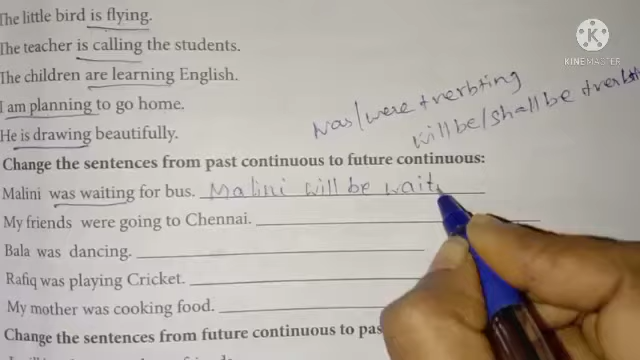 The little bird is flying.
KINEMASTER
The teacher is calling the students.
The children are learning English.
I am planning to go home.
was/were + verb + ing
He is drawing beautifully.
will be/shall be + verb +
Change the sentences from past continuous to future continuous:
Malini was waiting for bus. Malini will be wait
My friends were going to Chennai.
Bala was dancing.
Rafiq was playing Cricket.
My mother was cooking food.
Change the sentences from future continuous to pas